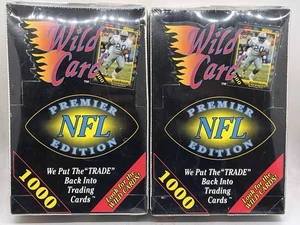 Wild
Card
TM
PREMIER
NFL
EDITION
We Put The "TRADE"
Back Into
Trading
Cards
1000
Look for the
WILD CARDS!
Wild
Card
PREMIER
NFL
EDITION
We Put The "TRADE"
Back Into
Trading
Cards
1000
Look for the
WILD CARDS!